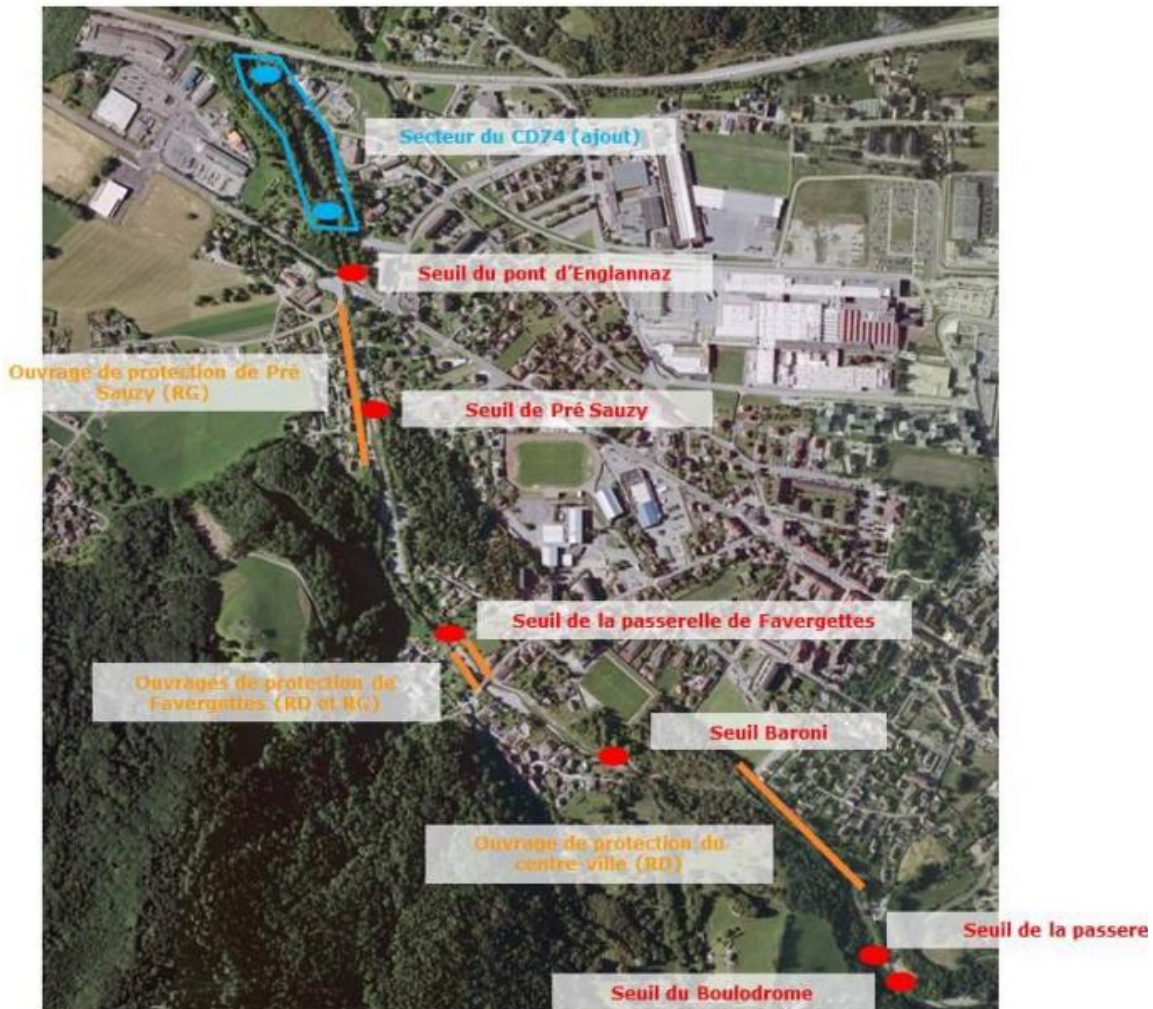 Secteur du CD74 (ajout)
Seuil du pont d'Englannaz
Ouvrage de protection de Pré
Sauzy (RG)
Seuil de Pré Sauzy
Seuil de la passerelle de Favergettes
Ouvrages de protection de
Favergettes (RD et RG)
Seuil Baroni
Ouvrage de protection du
centre-ville (RD)
Seuil de la passere
Seuil du Boulodrome